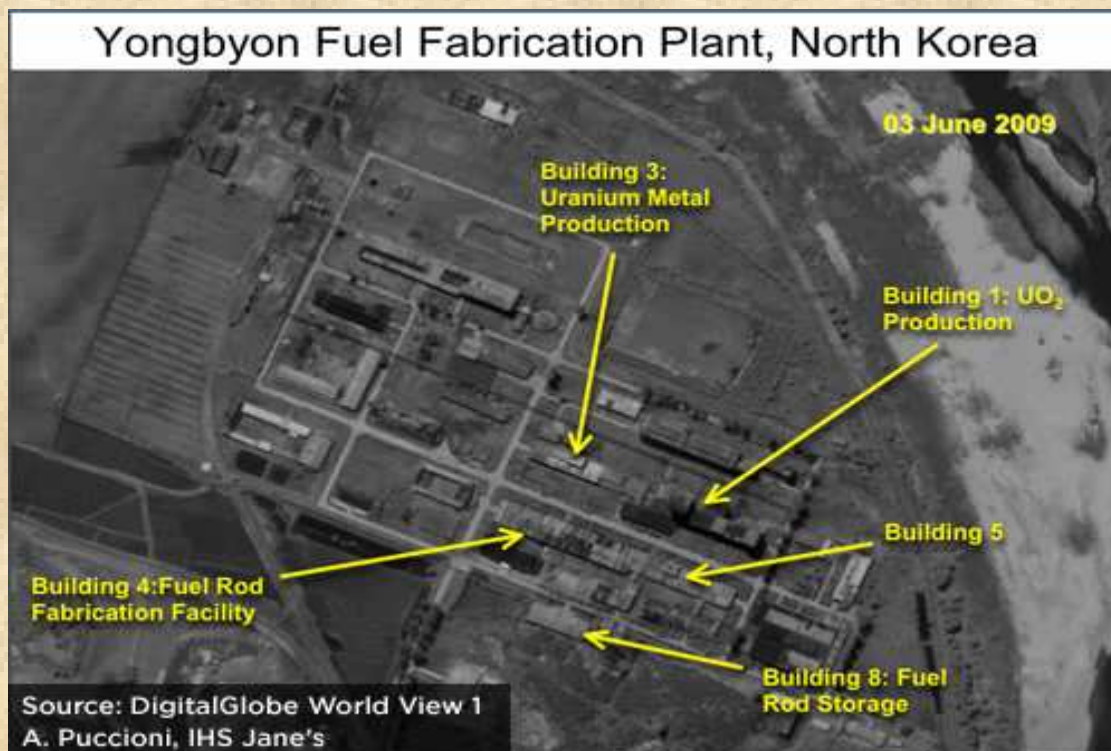 Yongbyon Fuel Fabrication Plant, North Korea
03 June 2009
Building 3:
Uranium Metal
Production
Building 1: UO₂
Production
Building 5
Building 4:Fuel Rod
Fabrication Facility
Building 8: Fuel
Rod Storage
Source: DigitalGlobe World View 1
A. Puccioni, IHS Jane's